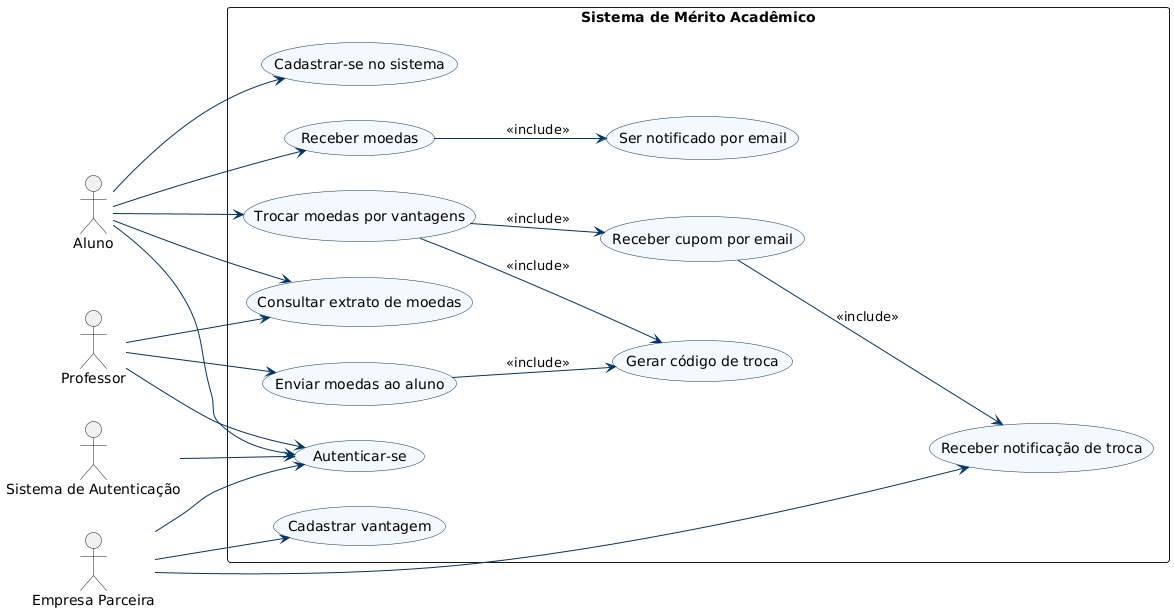 Sistema de Mérito Acadêmico
Cadastrar-se no sistema
Receber moedas
«include»
Ser notificado por email
Trocar moedas por vantagens
«include»
Receber cupom por email
Aluno
«include»
Consultar extrato de moedas
«include»
Professor
Enviar moedas ao aluno
«include»
Gerar código de troca
Autenticar-se
Receber notificação de troca
Sistema de Autenticação
Cadastrar vantagem
Empresa Parceira